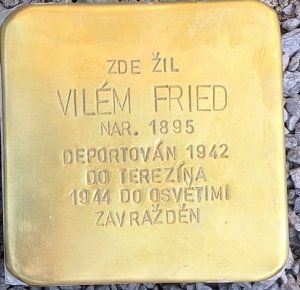 ZDE ŽIL
VILÉM FRIED
NAR. 1895
DEPORTOVÁN 1942
DO TEREZÍNA
1944 DO OSVĚTIMI
ZAVRAŽDĚN